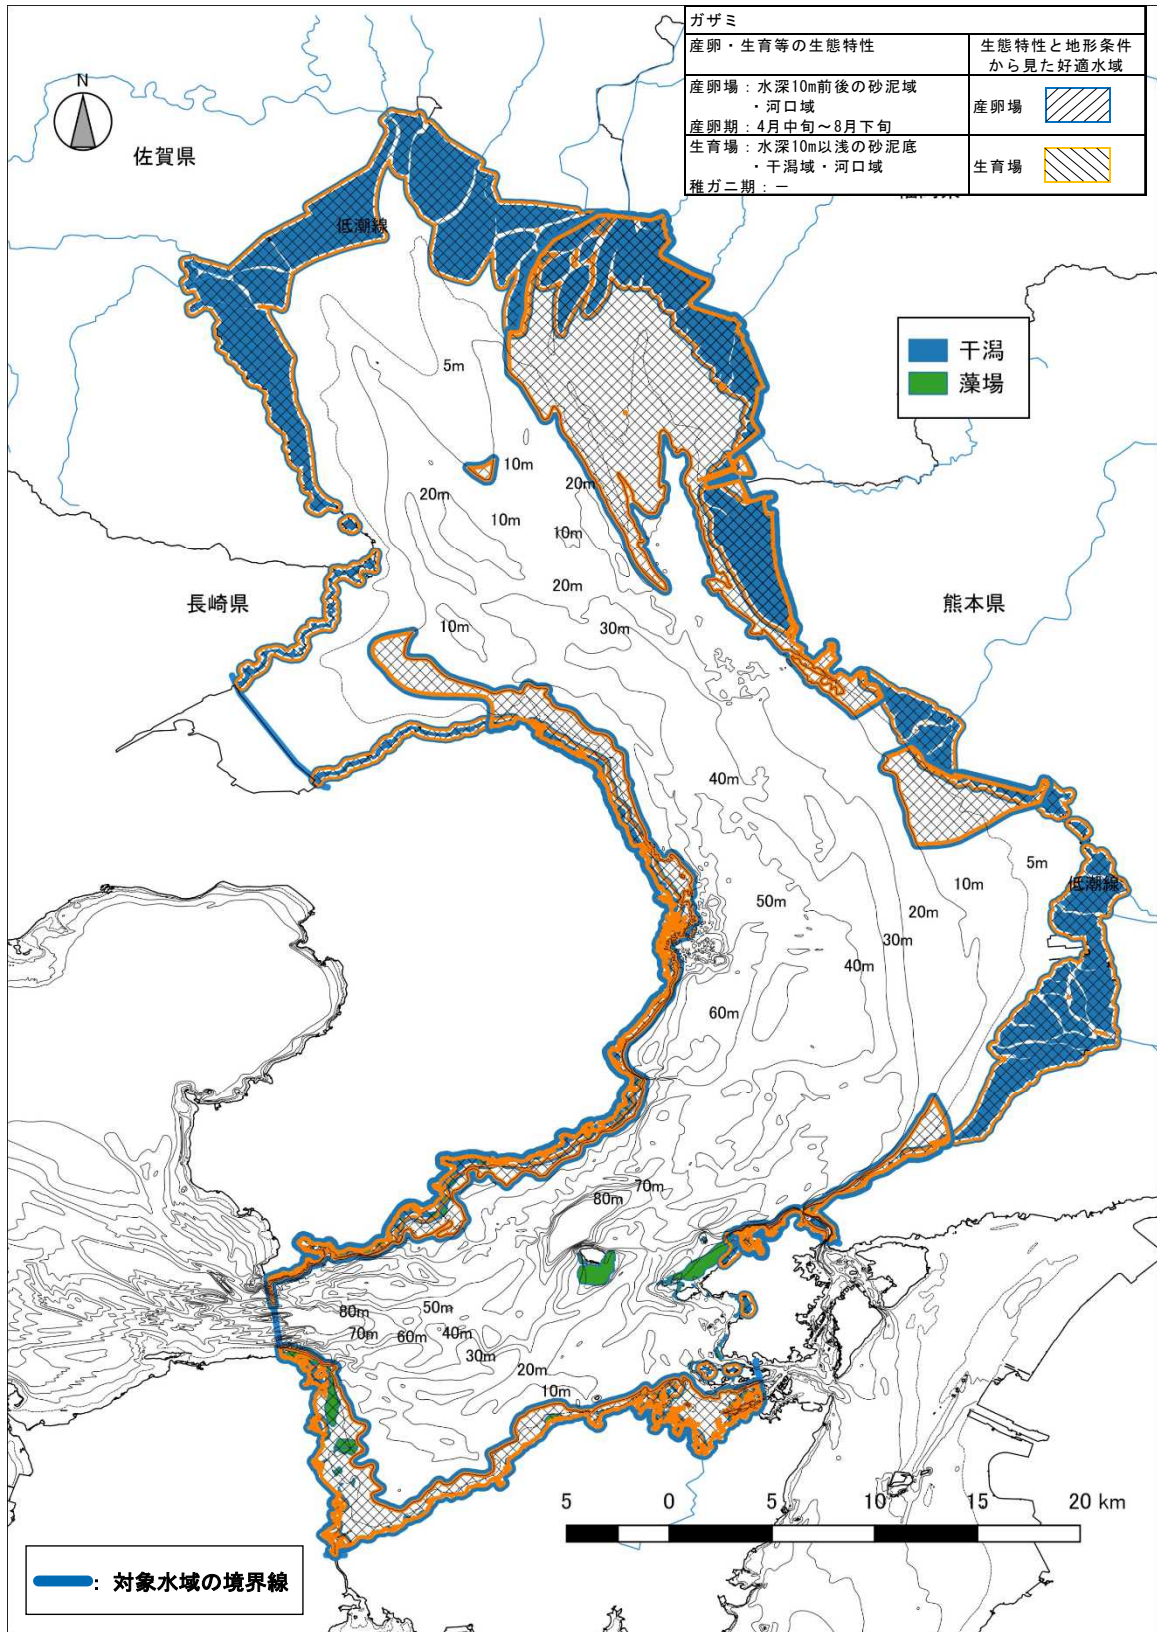 ガザミ
産卵・生育等の生態特性
生態特性と地形条件
から見た好適水域
産卵場：水深10m前後の砂泥域
・河口域
産卵期：4月中旬～8月下旬
産卵場
生育場：水深10m以浅の砂泥底
・干潟域・河口域
稚ガニ期：－
生育場
N
佐賀県
低潮線
干潟
藻場
5m
10m
20m
20m
10m
10m
20m
長崎県
熊本県
10m
30m
40m
5m
10m
低潮線
50m
20m
30m
40m
60m
70m
80m
80m
50m
70m
60m
40m
30m
20m
10m
5 0 5 10 15 20 km
：対象水域の境界線